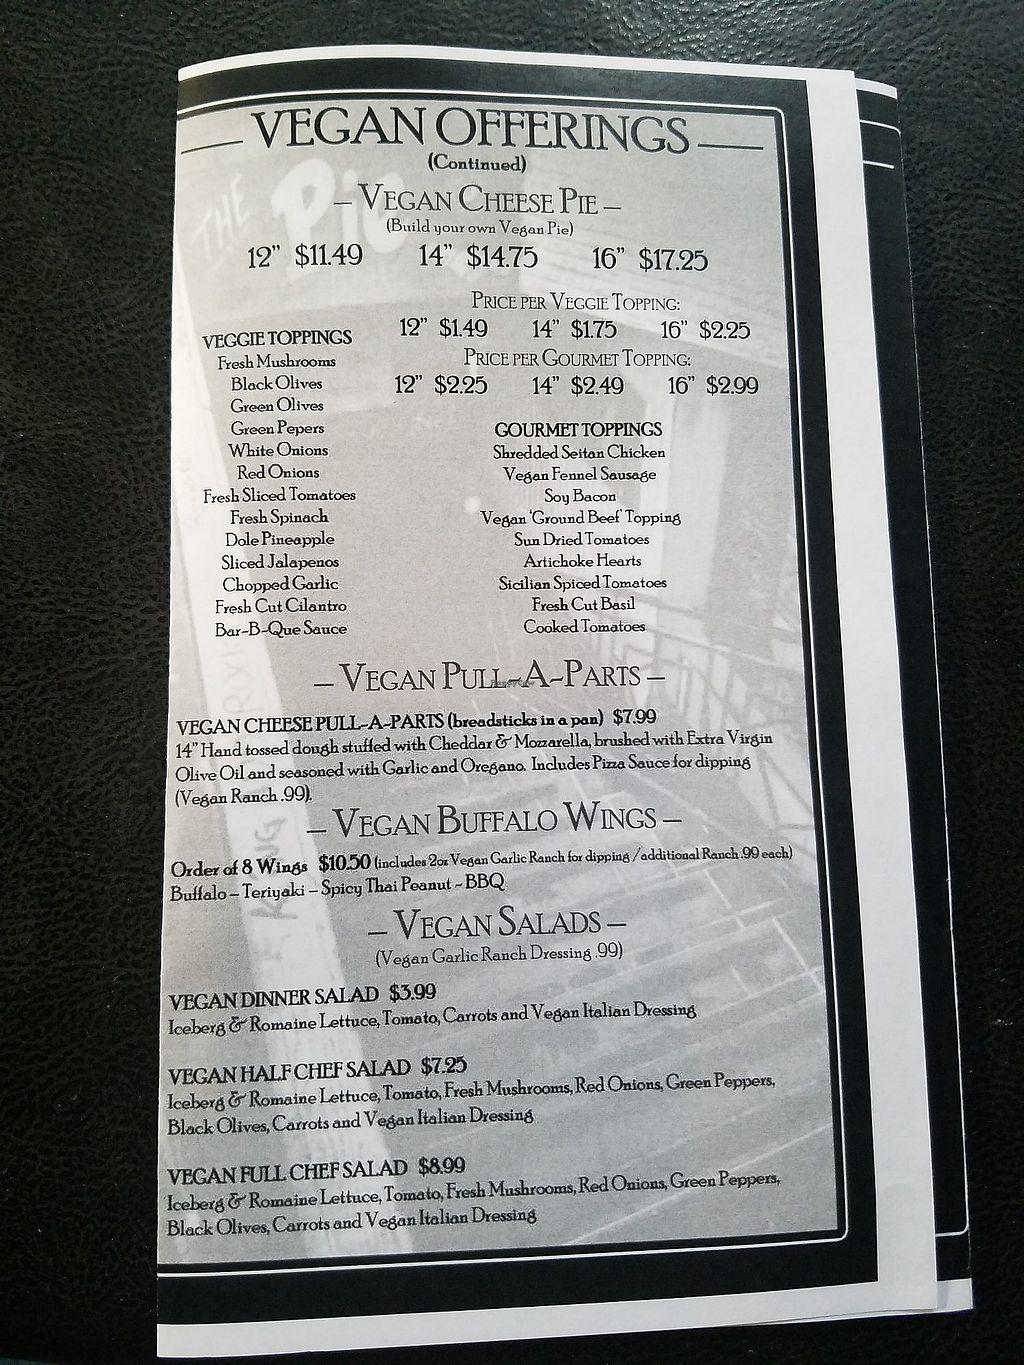 VEGAN OFFERINGS
(Continued)
– VEGAN CHEESE PIE –
(Build your own Vegan Pie)
12” $11.49 14” $14.75 16” $17.25
PRICE PER VEGGIE TOPPING:
12” $1.49 14” $1.75 16” $2.25
PRICE PER GOURMET TOPPING:
12” $2.25 14” $2.49 16” $2.99
VEGGIE TOPPINGS
Fresh Mushrooms
Black Olives
Green Olives
Green Pepers
White Onions
Red Onions
Fresh Sliced Tomatoes
Fresh Spinach
Dole Pineapple
Sliced Jalapenos
Chopped Garlic
Fresh Cut Cilantro
Bar-B-Que Sauce
GOURMET TOPPINGS
Shredded Seitan Chicken
Vegan Fennel Sausage
Soy Bacon
Vegan ‘Ground Beef’ Topping
Sun Dried Tomatoes
Artichoke Hearts
Sicilian Spiced Tomatoes
Fresh Cut Basil
Cooked Tomatoes
– VEGAN PULL-A-PARTS –
VEGAN CHEESE PULL-A-PARTS (breadsticks in a pan) $7.99
14” Hand tossed dough stuffed with Cheddar & Mozzarella, brushed with Extra Virgin
Olive Oil and seasoned with Garlic and Oregano. Includes Pizza Sauce for dipping
(Vegan Ranch .99).
– VEGAN BUFFALO WINGS –
Order of 8 Wings $10.50 (includes 2oz Vegan Garlic Ranch for dipping /additional Ranch .99 each)
Buffalo – Teriyaki – Spicy Thai Peanut ~ BBQ
– VEGAN SALADS –
(Vegan Garlic Ranch Dressing .99)
VEGAN DINNER SALAD $3.99
Iceberg & Romaine Lettuce, Tomato, Carrots and Vegan Italian Dressing
VEGAN HALF CHEF SALAD $7.25
Iceberg & Romaine Lettuce, Tomato, Fresh Mushrooms, Red Onions, Green Peppers,
Black Olives, Carrots and Vegan Italian Dressing
VEGAN FULL CHEF SALAD $8.99
Iceberg & Romaine Lettuce, Tomato, Fresh Mushrooms, Red Onions, Green Peppers,
Black Olives, Carrots and Vegan Italian Dressing
THE Pie